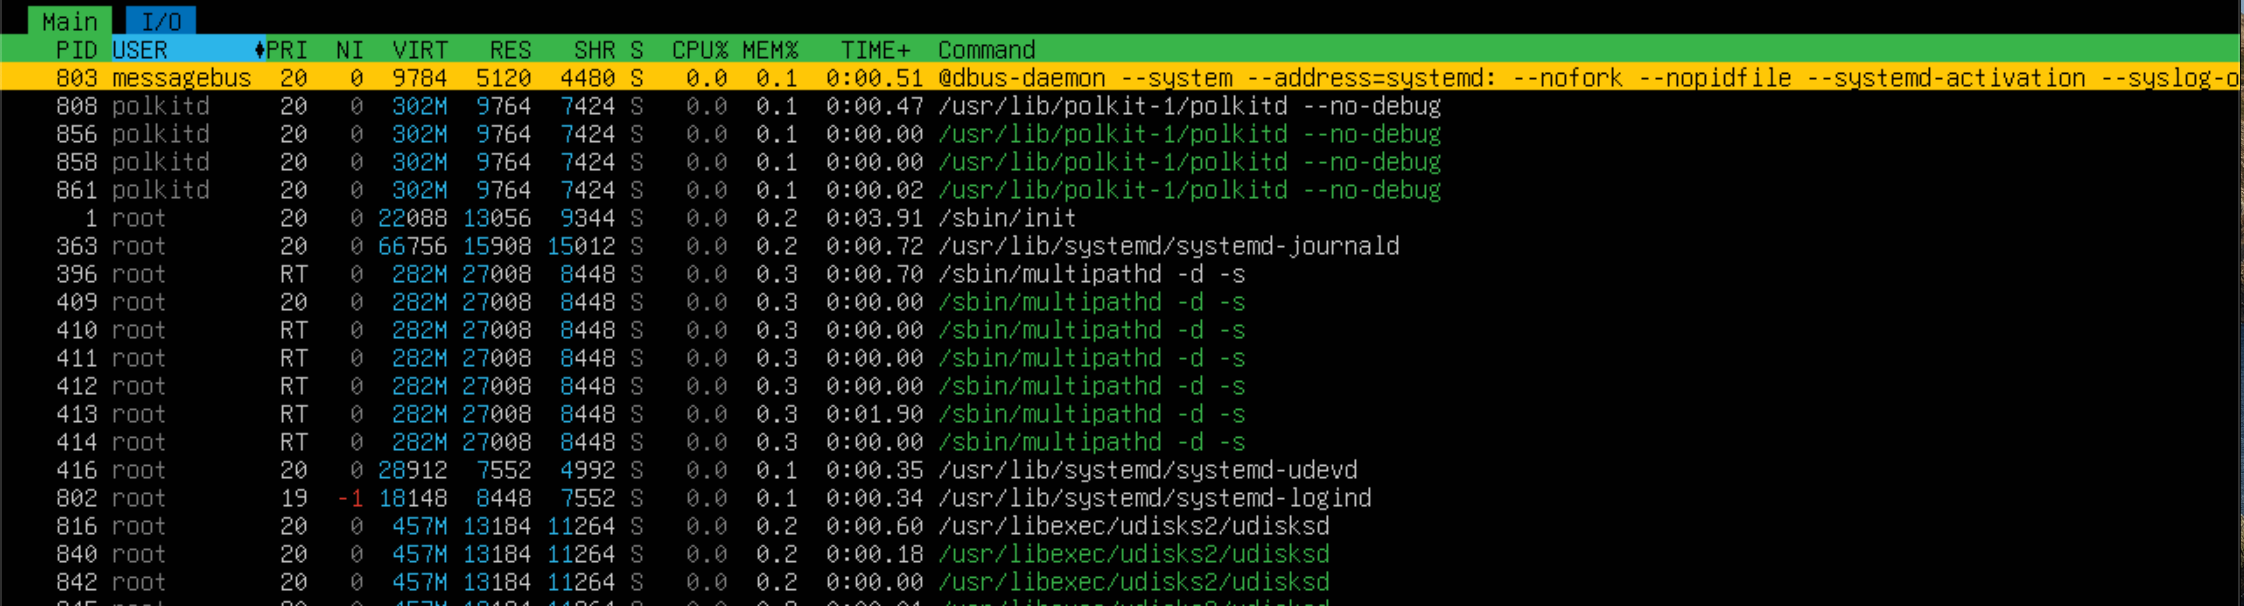 Main I/O
PID USER PRI NI VIRT RES SHR S CPU% MEM% TIME+ Command
803 messagebus 20 0 9784 5120 4480 S 0.0 0.1 0:00.51 @dbus-daemon --system --address=systemd: --nofork --nopidfile --systemd-activation --syslog-o
808 polkitd 20 0 302M 9764 7424 S 0.0 0.1 0:00.47 /usr/lib/polkit-1/polkitd --no-debug
856 polkitd 20 0 302M 9764 7424 S 0.0 0.1 0:00.00 /usr/lib/polkit-1/polkitd --no-debug
858 polkitd 20 0 302M 9764 7424 S 0.0 0.1 0:00.00 /usr/lib/polkit-1/polkitd --no-debug
861 polkitd 20 0 302M 9764 7424 S 0.0 0.1 0:00.02 /usr/lib/polkit-1/polkitd --no-debug
1 root 20 0 22088 13056 9344 S 0.0 0.2 0:03.91 /sbin/init
363 root 20 0 66756 15908 15012 S 0.0 0.2 0:00.72 /usr/lib/systemd/systemd-journald
396 root RT 0 282M 27008 8448 S 0.0 0.3 0:00.70 /sbin/multipathd -d -s
409 root 20 0 282M 27008 8448 S 0.0 0.3 0:00.00 /sbin/multipathd -d -s
410 root RT 0 282M 27008 8448 S 0.0 0.3 0:00.00 /sbin/multipathd -d -s
411 root RT 0 282M 27008 8448 S 0.0 0.3 0:00.00 /sbin/multipathd -d -s
412 root RT 0 282M 27008 8448 S 0.0 0.3 0:00.00 /sbin/multipathd -d -s
413 root RT 0 282M 27008 8448 S 0.0 0.3 0:01.90 /sbin/multipathd -d -s
414 root RT 0 282M 27008 8448 S 0.0 0.3 0:00.00 /sbin/multipathd -d -s
416 root 20 0 28912 7552 4992 S 0.0 0.1 0:00.35 /usr/lib/systemd/systemd-udevd
802 root 19 -1 18148 8448 7552 S 0.0 0.1 0:00.34 /usr/lib/systemd/systemd-logind
816 root 20 0 457M 13184 11264 S 0.0 0.2 0:00.60 /usr/libexec/udisks2/udisksd
840 root 20 0 457M 13184 11264 S 0.0 0.2 0:00.18 /usr/libexec/udisks2/udisksd
842 root 20 0 457M 13184 11264 S 0.0 0.2 0:00.00 /usr/libexec/udisks2/udisksd